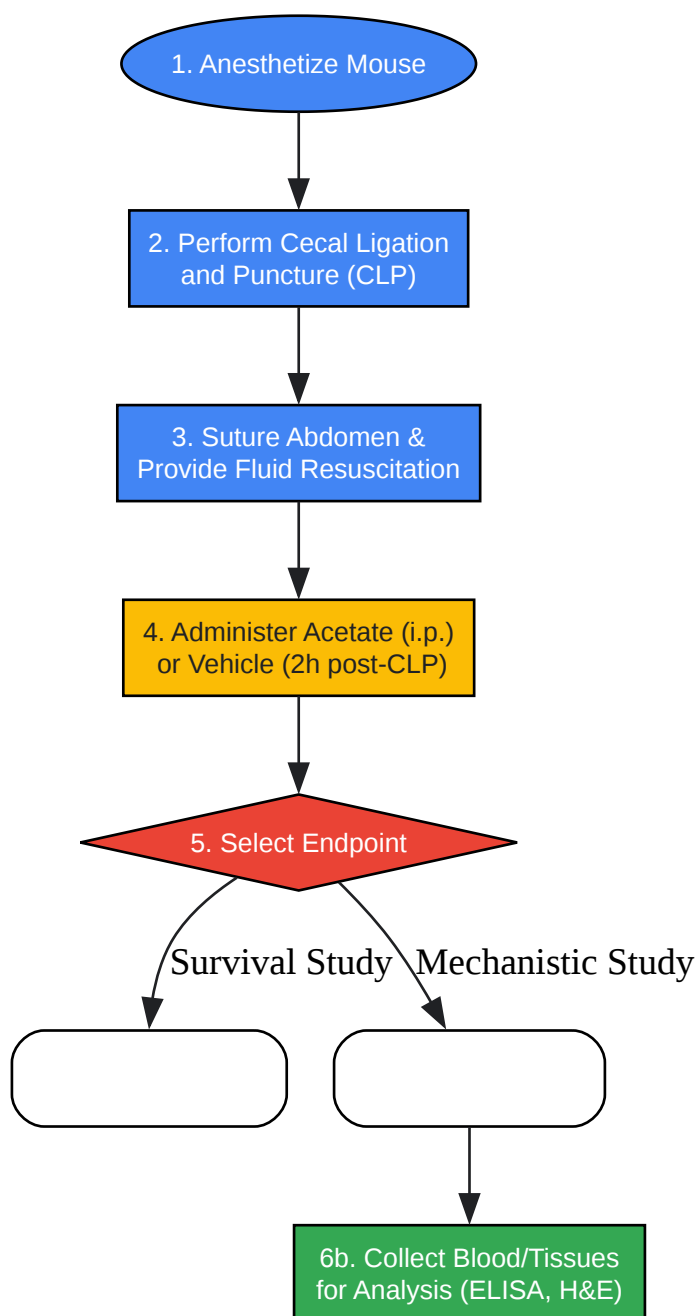 1. Anesthetize Mouse
2. Perform Cecal Ligation
and Puncture (CLP)
3. Suture Abdomen &
Provide Fluid Resuscitation
4. Administer Acetate (i.p.)
or Vehicle (2h post-CLP)
5. Select Endpoint
Survival Study
Mechanistic Study
6b. Collect Blood/Tissues
for Analysis (ELISA, H&E)